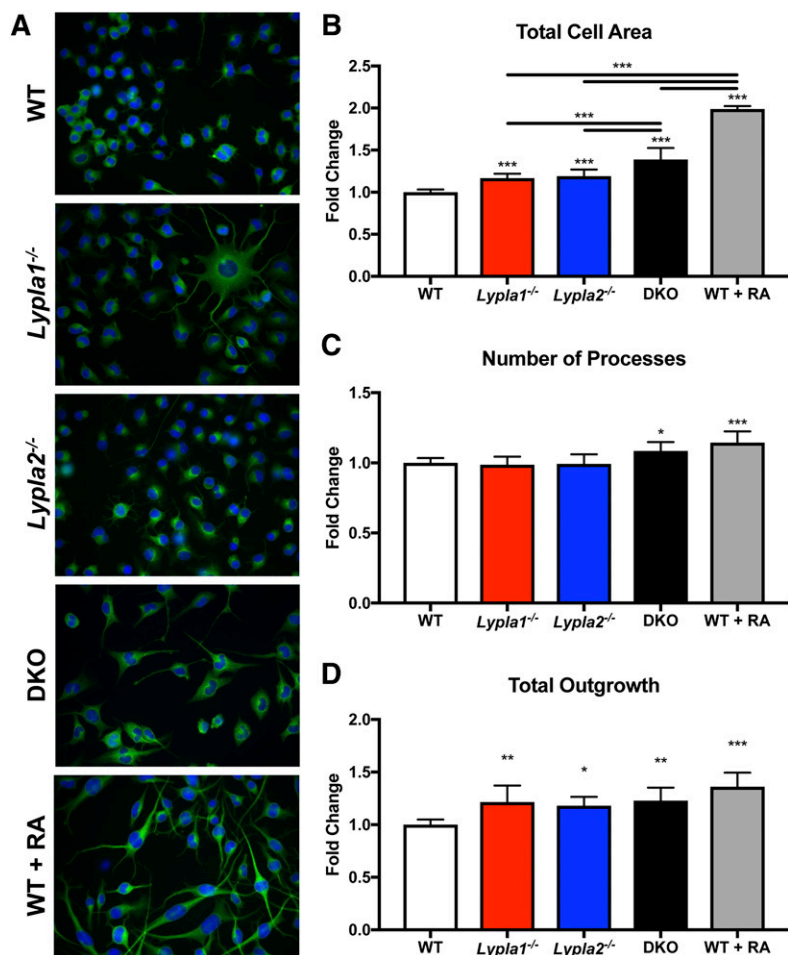 A
WT
Lypla1-/-
Lypla2-/-
DKO
WT + RA
B
Total Cell Area
***
***
***
***
***
***
Fold Change
2.5
2.0
1.5
1.0
0.5
0.0
WT Lypla1-/- Lypla2-/- DKO WT + RA
C
Number of Processes
*
***
Fold Change
1.5
1.0
0.5
0.0
WT Lypla1-/- Lypla2-/- DKO WT + RA
D
Total Outgrowth
**
*
**
***
Fold Change
2.0
1.5
1.0
0.5
0.0
WT Lypla1-/- Lypla2-/- DKO WT + RA